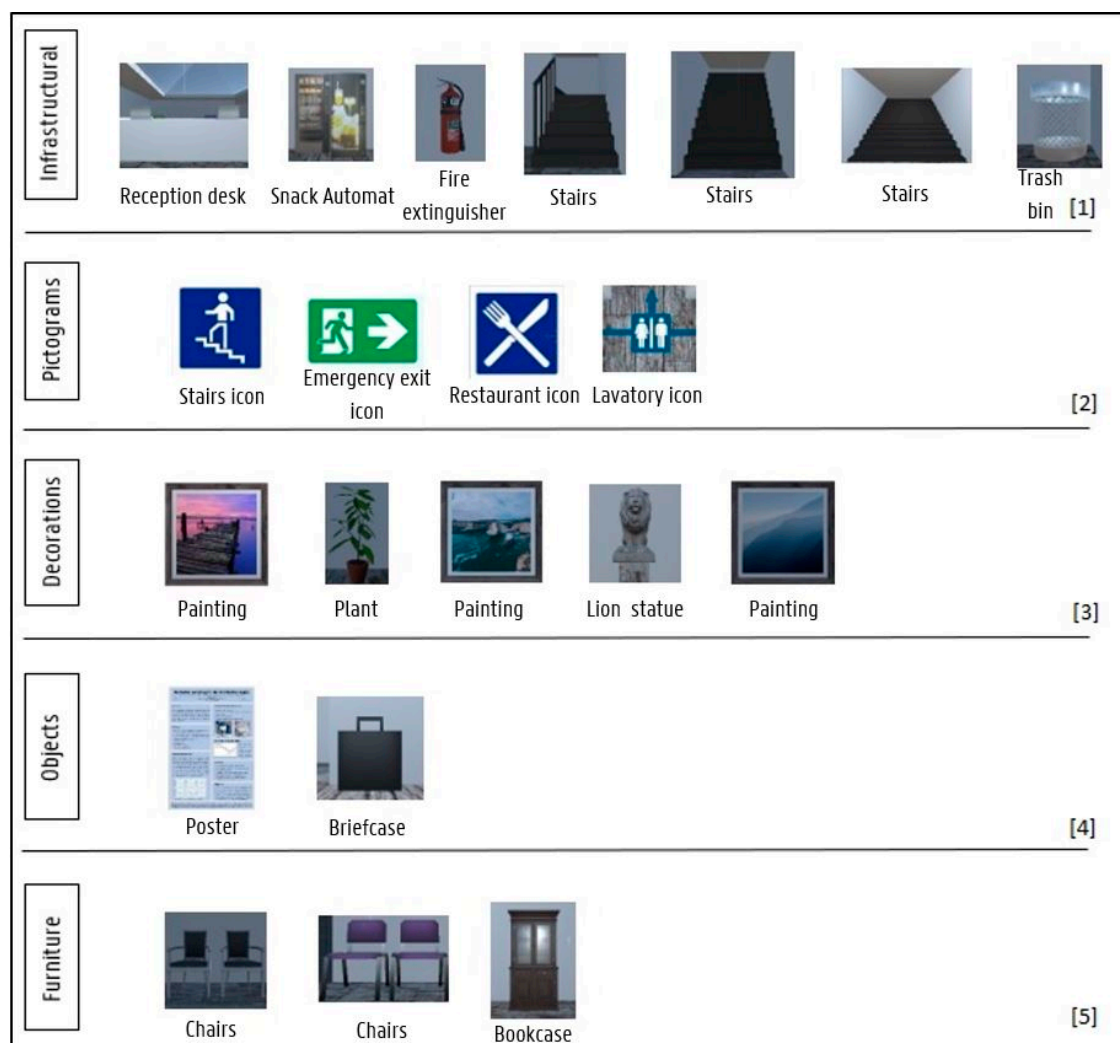 Infrastructural
Reception desk
Snack Automat
Fire
extinguisher
Stairs
Stairs
Stairs
Trash
bin
[1]
Pictograms
Stairs icon
Emergency exit
icon
Restaurant icon
Lavatory icon
[2]
Decorations
Painting
Plant
Painting
Lion statue
Painting
[3]
Objects
Poster
Briefcase
[4]
Furniture
Chairs
Chairs
Bookcase
[5]